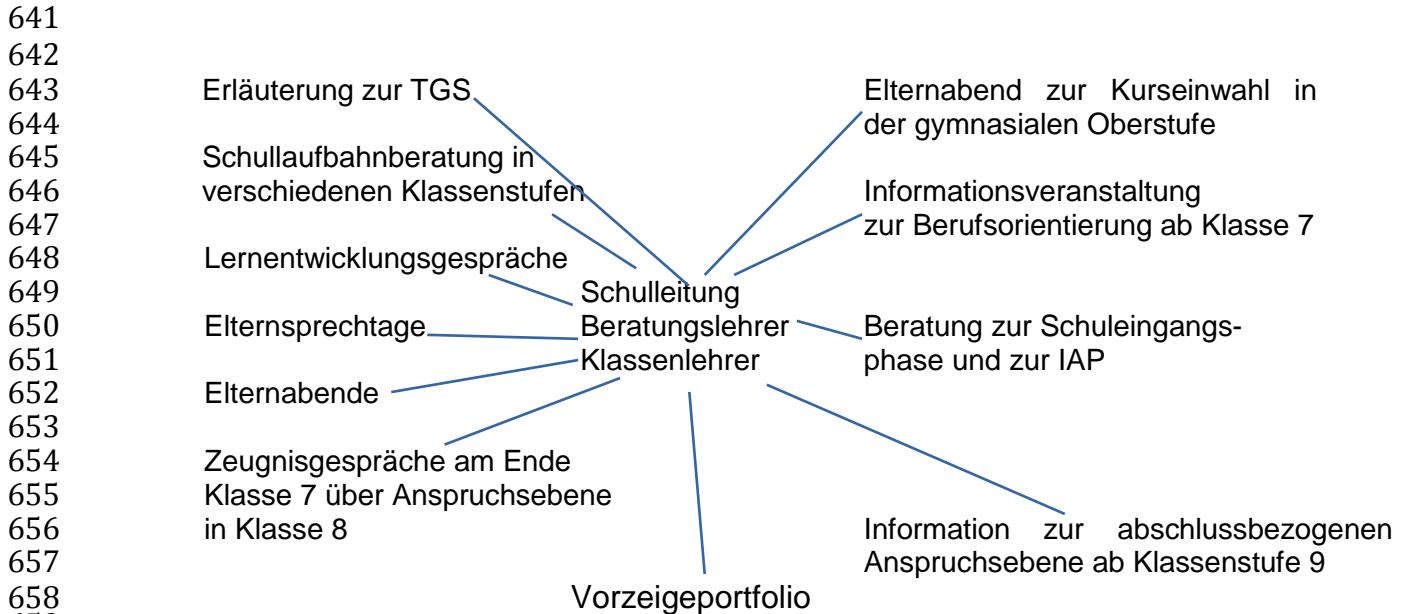 641
642
643 Erläuterung zur TGS Elternabend zur Kurseinwahl in
644 der gymnasialen Oberstufe
645 Schullaufbahnberatung in
646 verschiedenen Klassenstufen Informationsveranstaltung
647 zur Berufsorientierung ab Klasse 7
648 Lernentwicklungsgespräche
649 Schulleitung
650 Elternsprechtage Beratungslehrer Beratung zur Schuleingangs-
651 Klassenlehrer phase und zur IAP
652 Elternabende
653
654 Zeugnisgespräche am Ende
655 Klasse 7 über Anspruchsebene
656 in Klasse 8 Information zur abschlussbezogenen
657 Anspruchsebene ab Klassenstufe 9
658 Vorzeigeportfolio